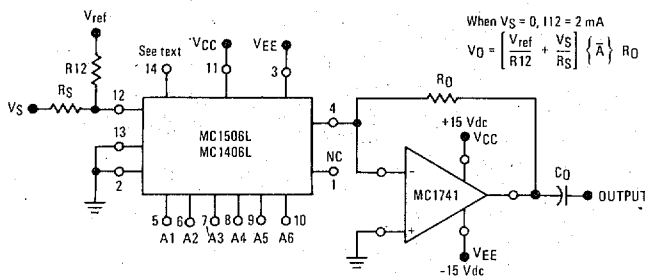 When VS = 0, I12 = 2 mA
VO = [Vref/R12 + VS/RS] {A̅} RO
Vref
R12
RS
VS
See text
VCC
VEE
14
11
3
12
13
2
MC1506L
MC1406L
4
NC
1
5 6 7 8 9 10
A1 A2 A3 A4 A5 A6
RO
+15 Vdc
VCC
-
+
MC1741
VEE
-15 Vdc
CO
OUTPUT